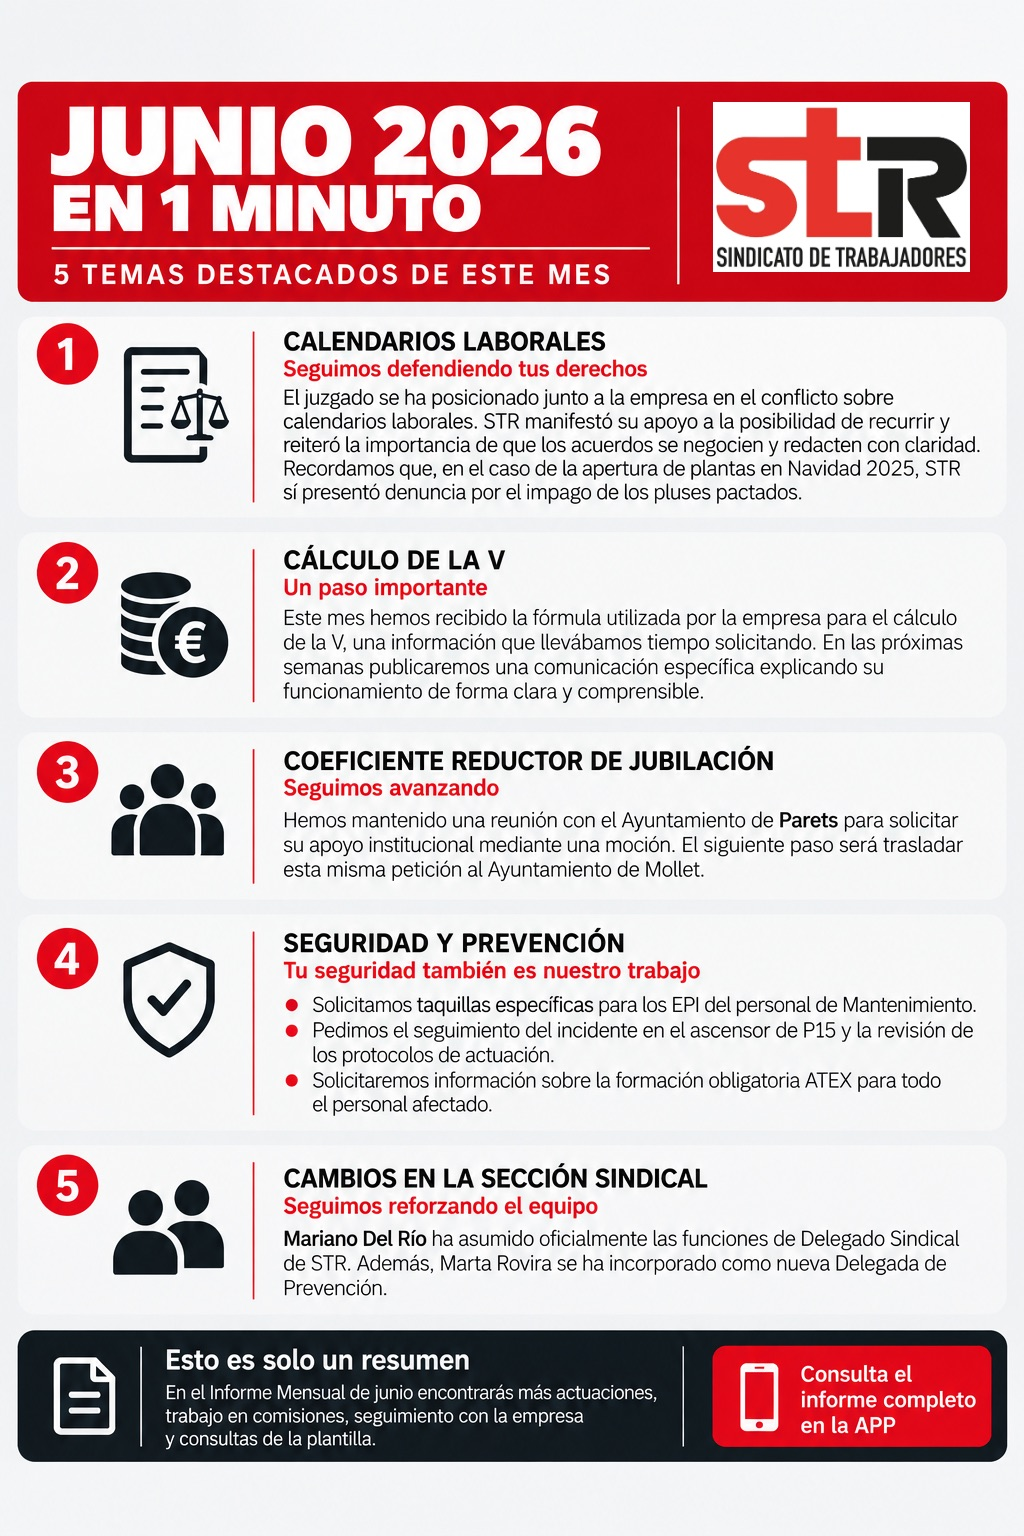 JUNIO 2026
EN 1 MINUTO
5 TEMAS DESTACADOS DE ESTE MES
STR
SINDICATO DE TRABAJADORES
1
CALENDARIOS LABORALES
Seguimos defendiendo tus derechos
El juzgado se ha posicionado junto a la empresa en el conflicto sobre
calendarios laborales. STR manifestó su apoyo a la posibilidad de recurrir y
reiteró la importancia de que los acuerdos se negocien y redacten con claridad.
Recordamos que, en el caso de la apertura de plantas en Navidad 2025, STR
sí presentó denuncia por el impago de los pluses pactados.
2
€
CÁLCULO DE LA V
Un paso importante
Este mes hemos recibido la fórmula utilizada por la empresa para el cálculo
de la V, una información que llevábamos tiempo solicitando. En las próximas
semanas publicaremos una comunicación específica explicando su
funcionamiento de forma clara y comprensible.
3
COEFICIENTE REDUCTOR DE JUBILACIÓN
Seguimos avanzando
Hemos mantenido una reunión con el Ayuntamiento de Parets para solicitar
su apoyo institucional mediante una moción. El siguiente paso será trasladar
esta misma petición al Ayuntamiento de Mollet.
4
SEGURIDAD Y PREVENCIÓN
Tu seguridad también es nuestro trabajo
● Solicitamos taquillas específicas para los EPI del personal de Mantenimiento.
● Pedimos el seguimiento del incidente en el ascensor de P15 y la revisión de
los protocolos de actuación.
● Solicitaremos información sobre la formación obligatoria ATEX para todo
el personal afectado.
5
CAMBIOS EN LA SECCIÓN SINDICAL
Seguimos reforzando el equipo
Mariano Del Río ha asumido oficialmente las funciones de Delegado Sindical
de STR. Además, Marta Rovira se ha incorporado como nueva Delegada de
Prevención.
Esto es solo un resumen
En el Informe Mensual de junio encontrarás más actuaciones,
trabajo en comisiones, seguimiento con la empresa
y consultas de la plantilla.
Consulta el
informe completo
en la APP